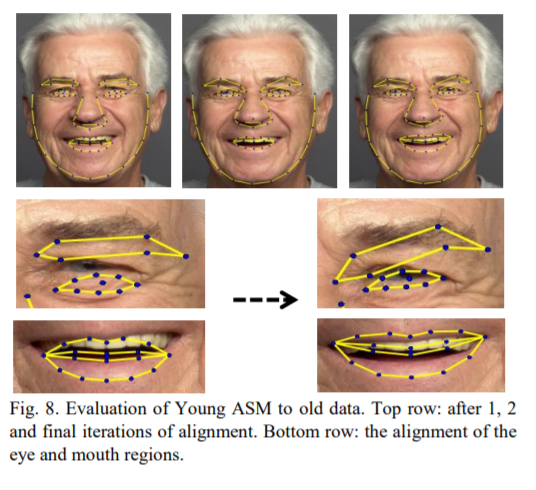 Fig. 8. Evaluation of Young ASM to old data. Top row: after 1, 2
and final iterations of alignment. Bottom row: the alignment of the
eye and mouth regions.